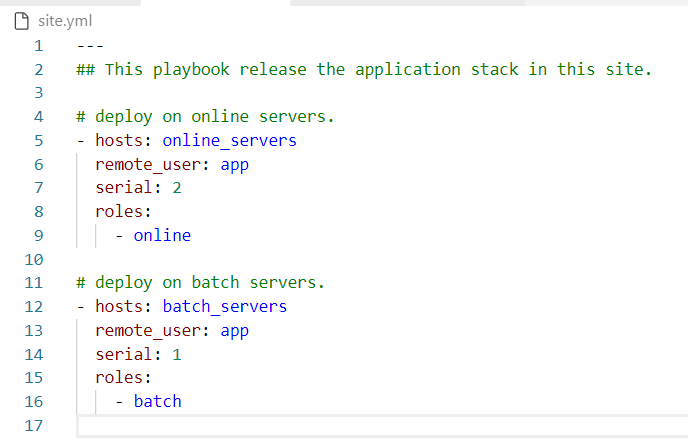 site.yml
1 ---
2 ## This playbook release the application stack in this site.
3
4 # deploy on online servers.
5 - hosts: online_servers
6   remote_user: app
7   serial: 2
8   roles:
9     - online
10
11 # deploy on batch servers.
12 - hosts: batch_servers
13   remote_user: app
14   serial: 1
15   roles:
16     - batch
17